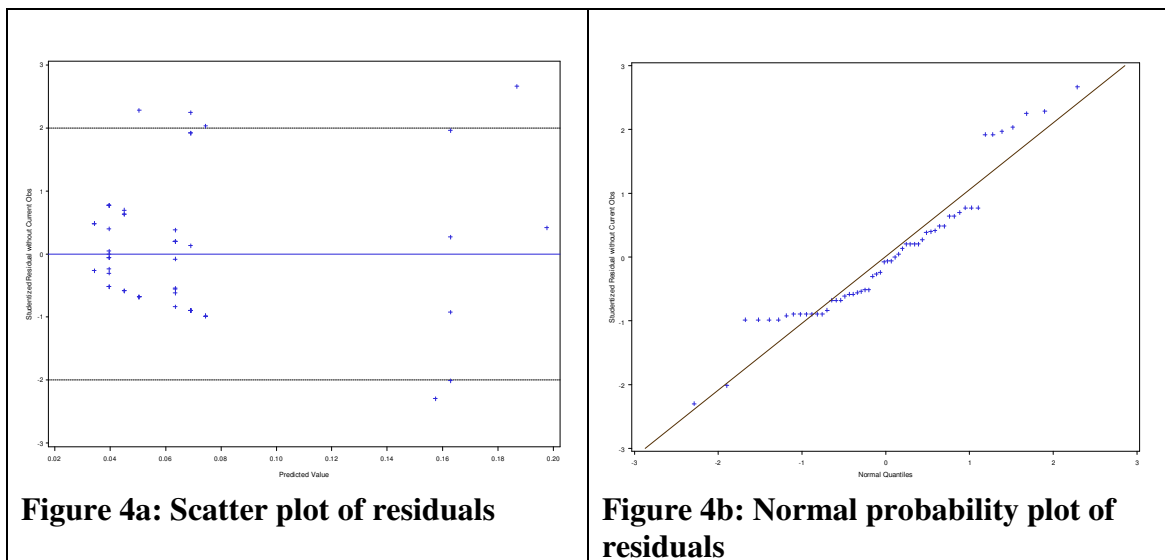 3
2
1
0
-1
-2
-3
Studentized Residual without Current Obs
0.02 0.04 0.06 0.08 0.10 0.12 0.14 0.16 0.18 0.20
Predicted Value
Figure 4a: Scatter plot of residuals
3
2
1
0
-1
-2
-3
Studentized Residual without Current Obs
-3 -2 -1 0 1 2 3
Normal Quantiles
Figure 4b: Normal probability plot of
residuals